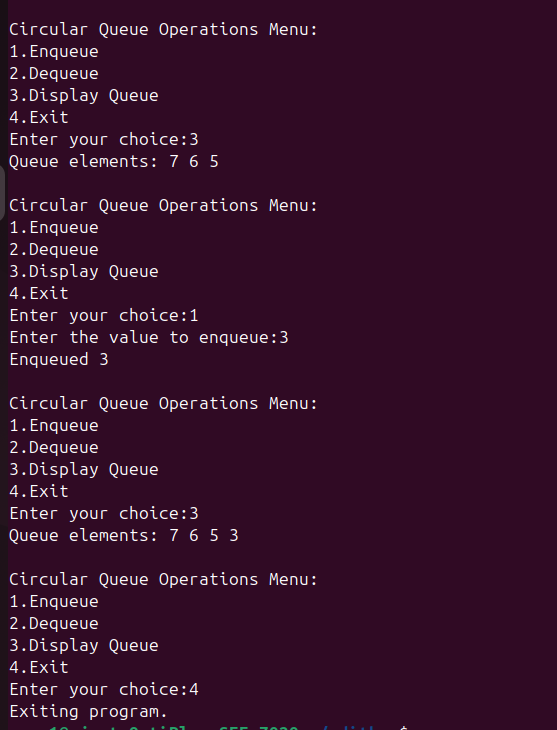 Circular Queue Operations Menu:
1.Enqueue
2.Dequeue
3.Display Queue
4.Exit
Enter your choice:3
Queue elements: 7 6 5
Circular Queue Operations Menu:
1.Enqueue
2.Dequeue
3.Display Queue
4.Exit
Enter your choice:1
Enter the value to enqueue:3
Enqueued 3
Circular Queue Operations Menu:
1.Enqueue
2.Dequeue
3.Display Queue
4.Exit
Enter your choice:3
Queue elements: 7 6 5 3
Circular Queue Operations Menu:
1.Enqueue
2.Dequeue
3.Display Queue
4.Exit
Enter your choice:4
Exiting program.